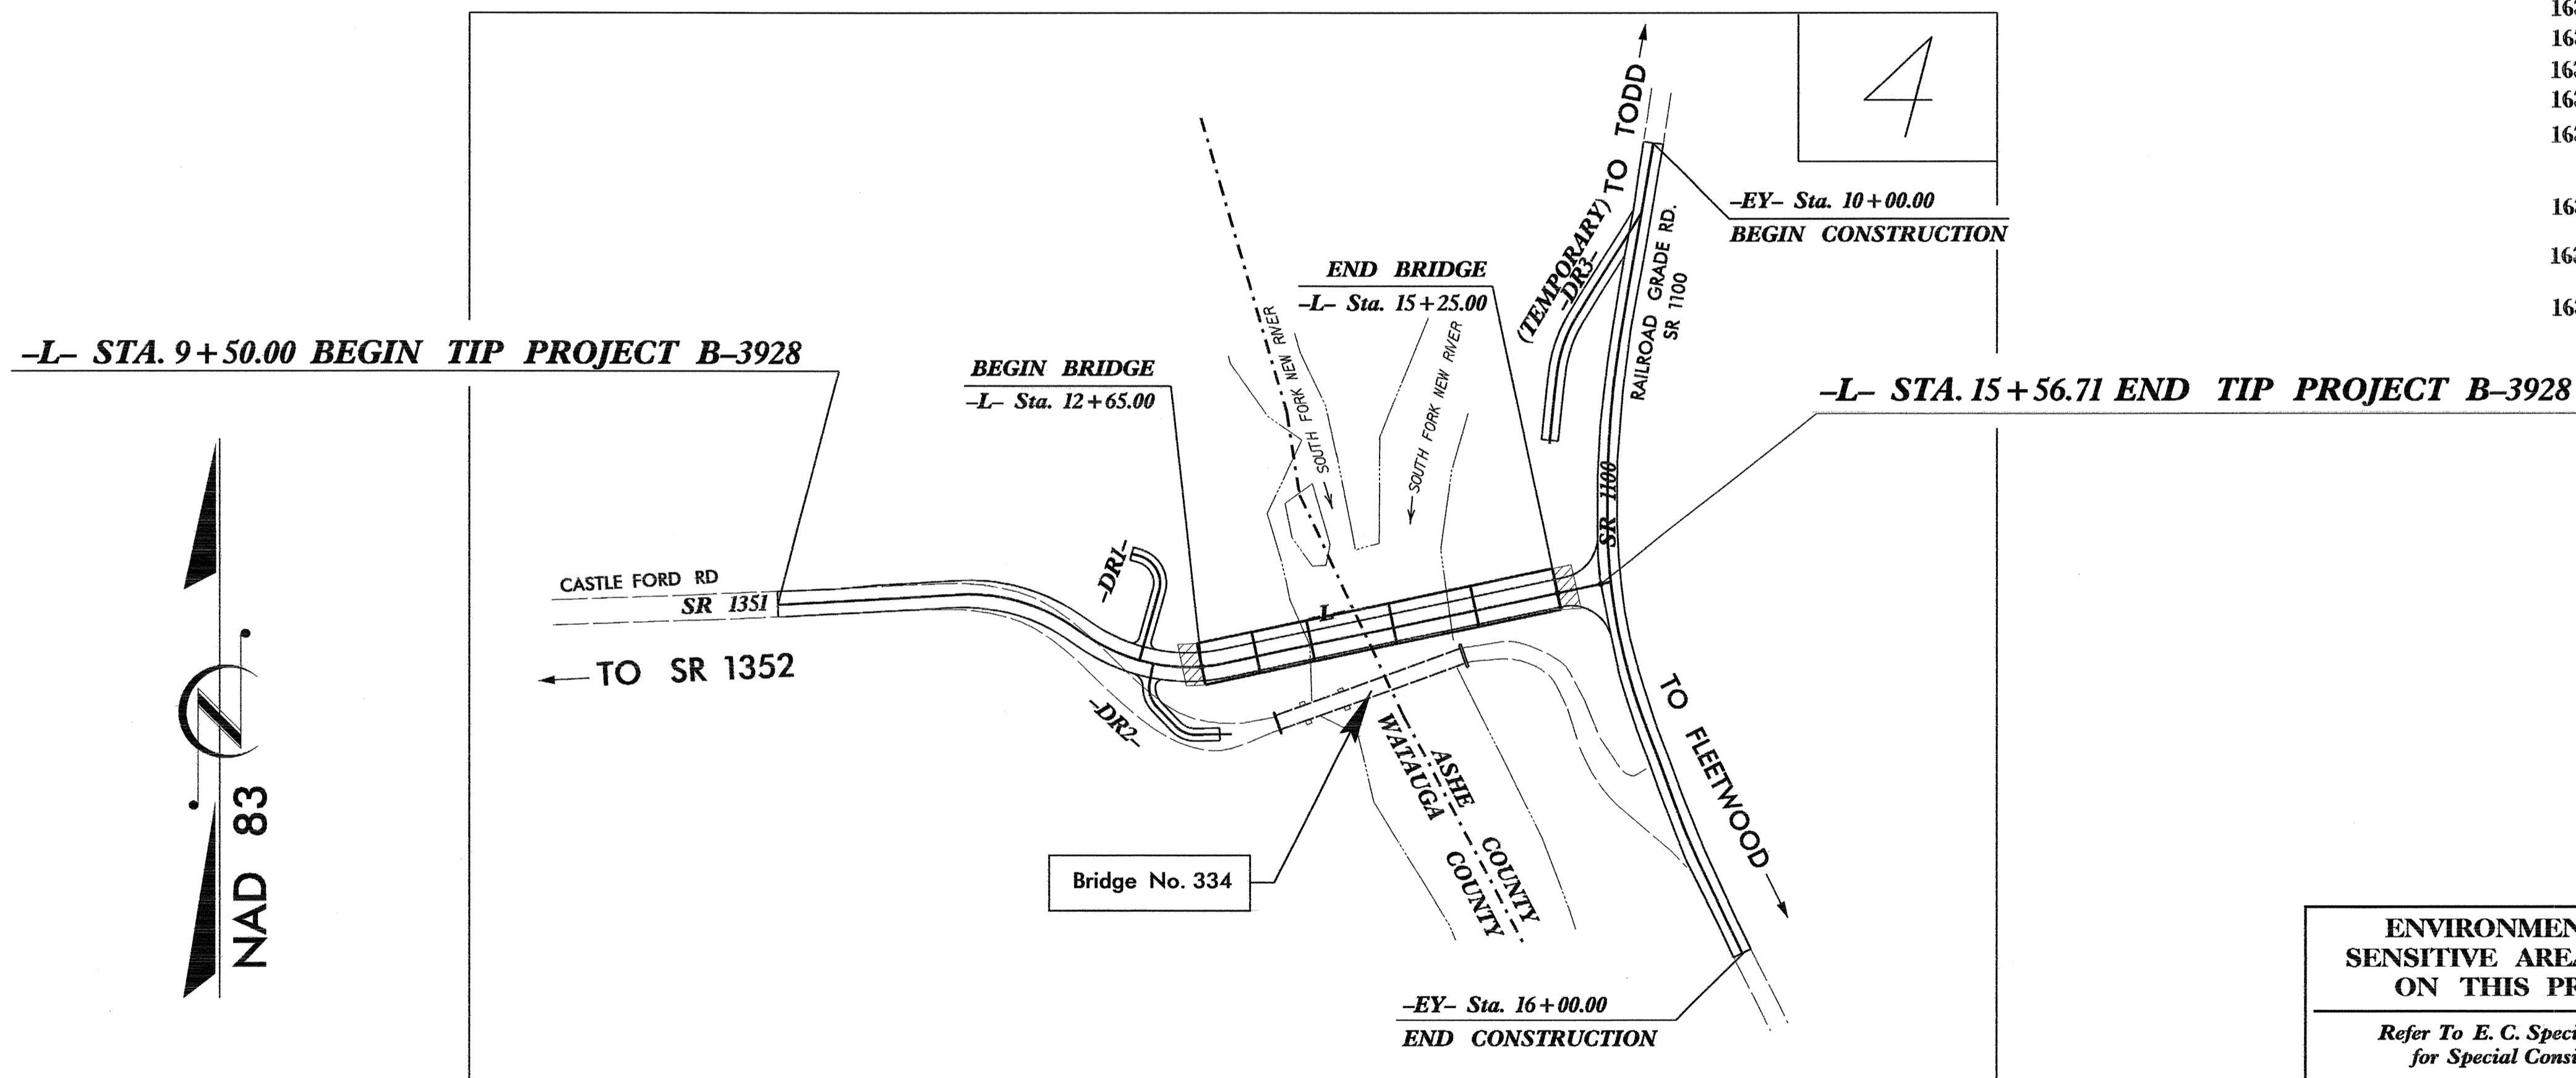 4
(TEMPORARY) TO TODD
-DR3-
-EY- Sta. 10+00.00
BEGIN CONSTRUCTION
RAILROAD GRADE RD.
SR 1100
END BRIDGE
-L- Sta. 15+25.00
-L- STA. 9+50.00 BEGIN TIP PROJECT B-3928
BEGIN BRIDGE
-L- Sta. 12+65.00
SOUTH FORK NEW RIVER
SOUTH FORK NEW RIVER
-L- STA. 15+56.71 END TIP PROJECT B-3928
SR 1100
-DR1-
CASTLE FORD RD
SR 1351
L
TO SR 1352
-DR2-
TO FLEETWOOD
WATAUGA COUNTY
ASHE COUNTY
Bridge No. 334
N
NAD 83
-EY- Sta. 16+00.00
END CONSTRUCTION
SENSITIVE
ON THIS
Refer To E. C.
for Special